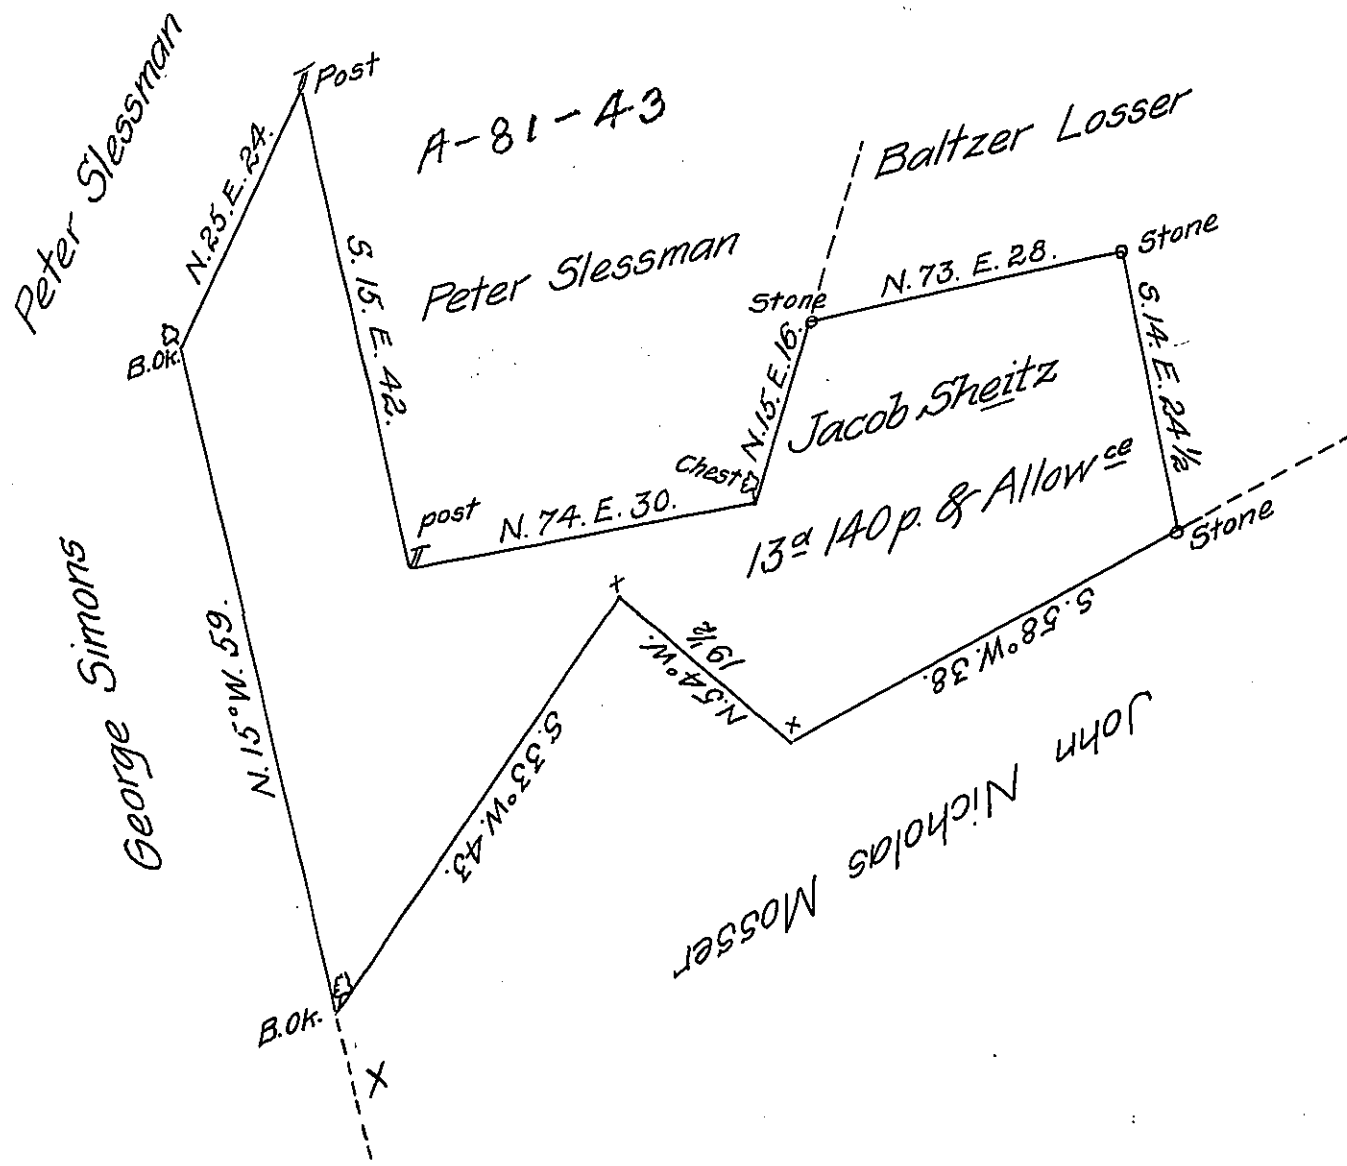 Peter Slessman
Post
A-81-43
Baltzer Losser
N.25.E.24.
S.15.E.42.
Peter Slessman
Stone
N.73.E.28.
Stone
B.Ok.
N.15.E.16.
S.14.E.24½
Jacob Sheitz
Chest
post
N.74.E.30.
13a 140p. & Allowce
Stone
George Simons
N.15°W.59.
N.54°W.
19½
S.58°W.38.
S.33°W.43.
John Nicholas Mosser
B.Ok.
X